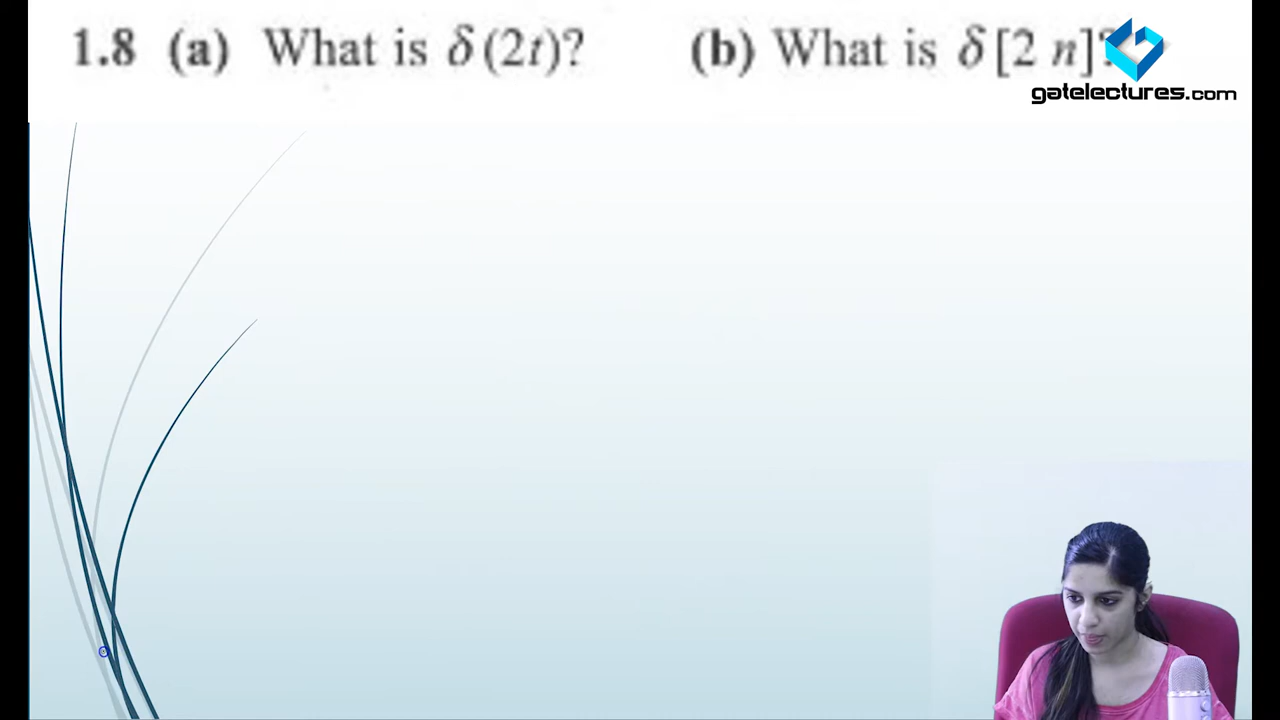 1.8 (a) What is δ(2t)? (b) What is δ[2 n]?
gatelectures.com